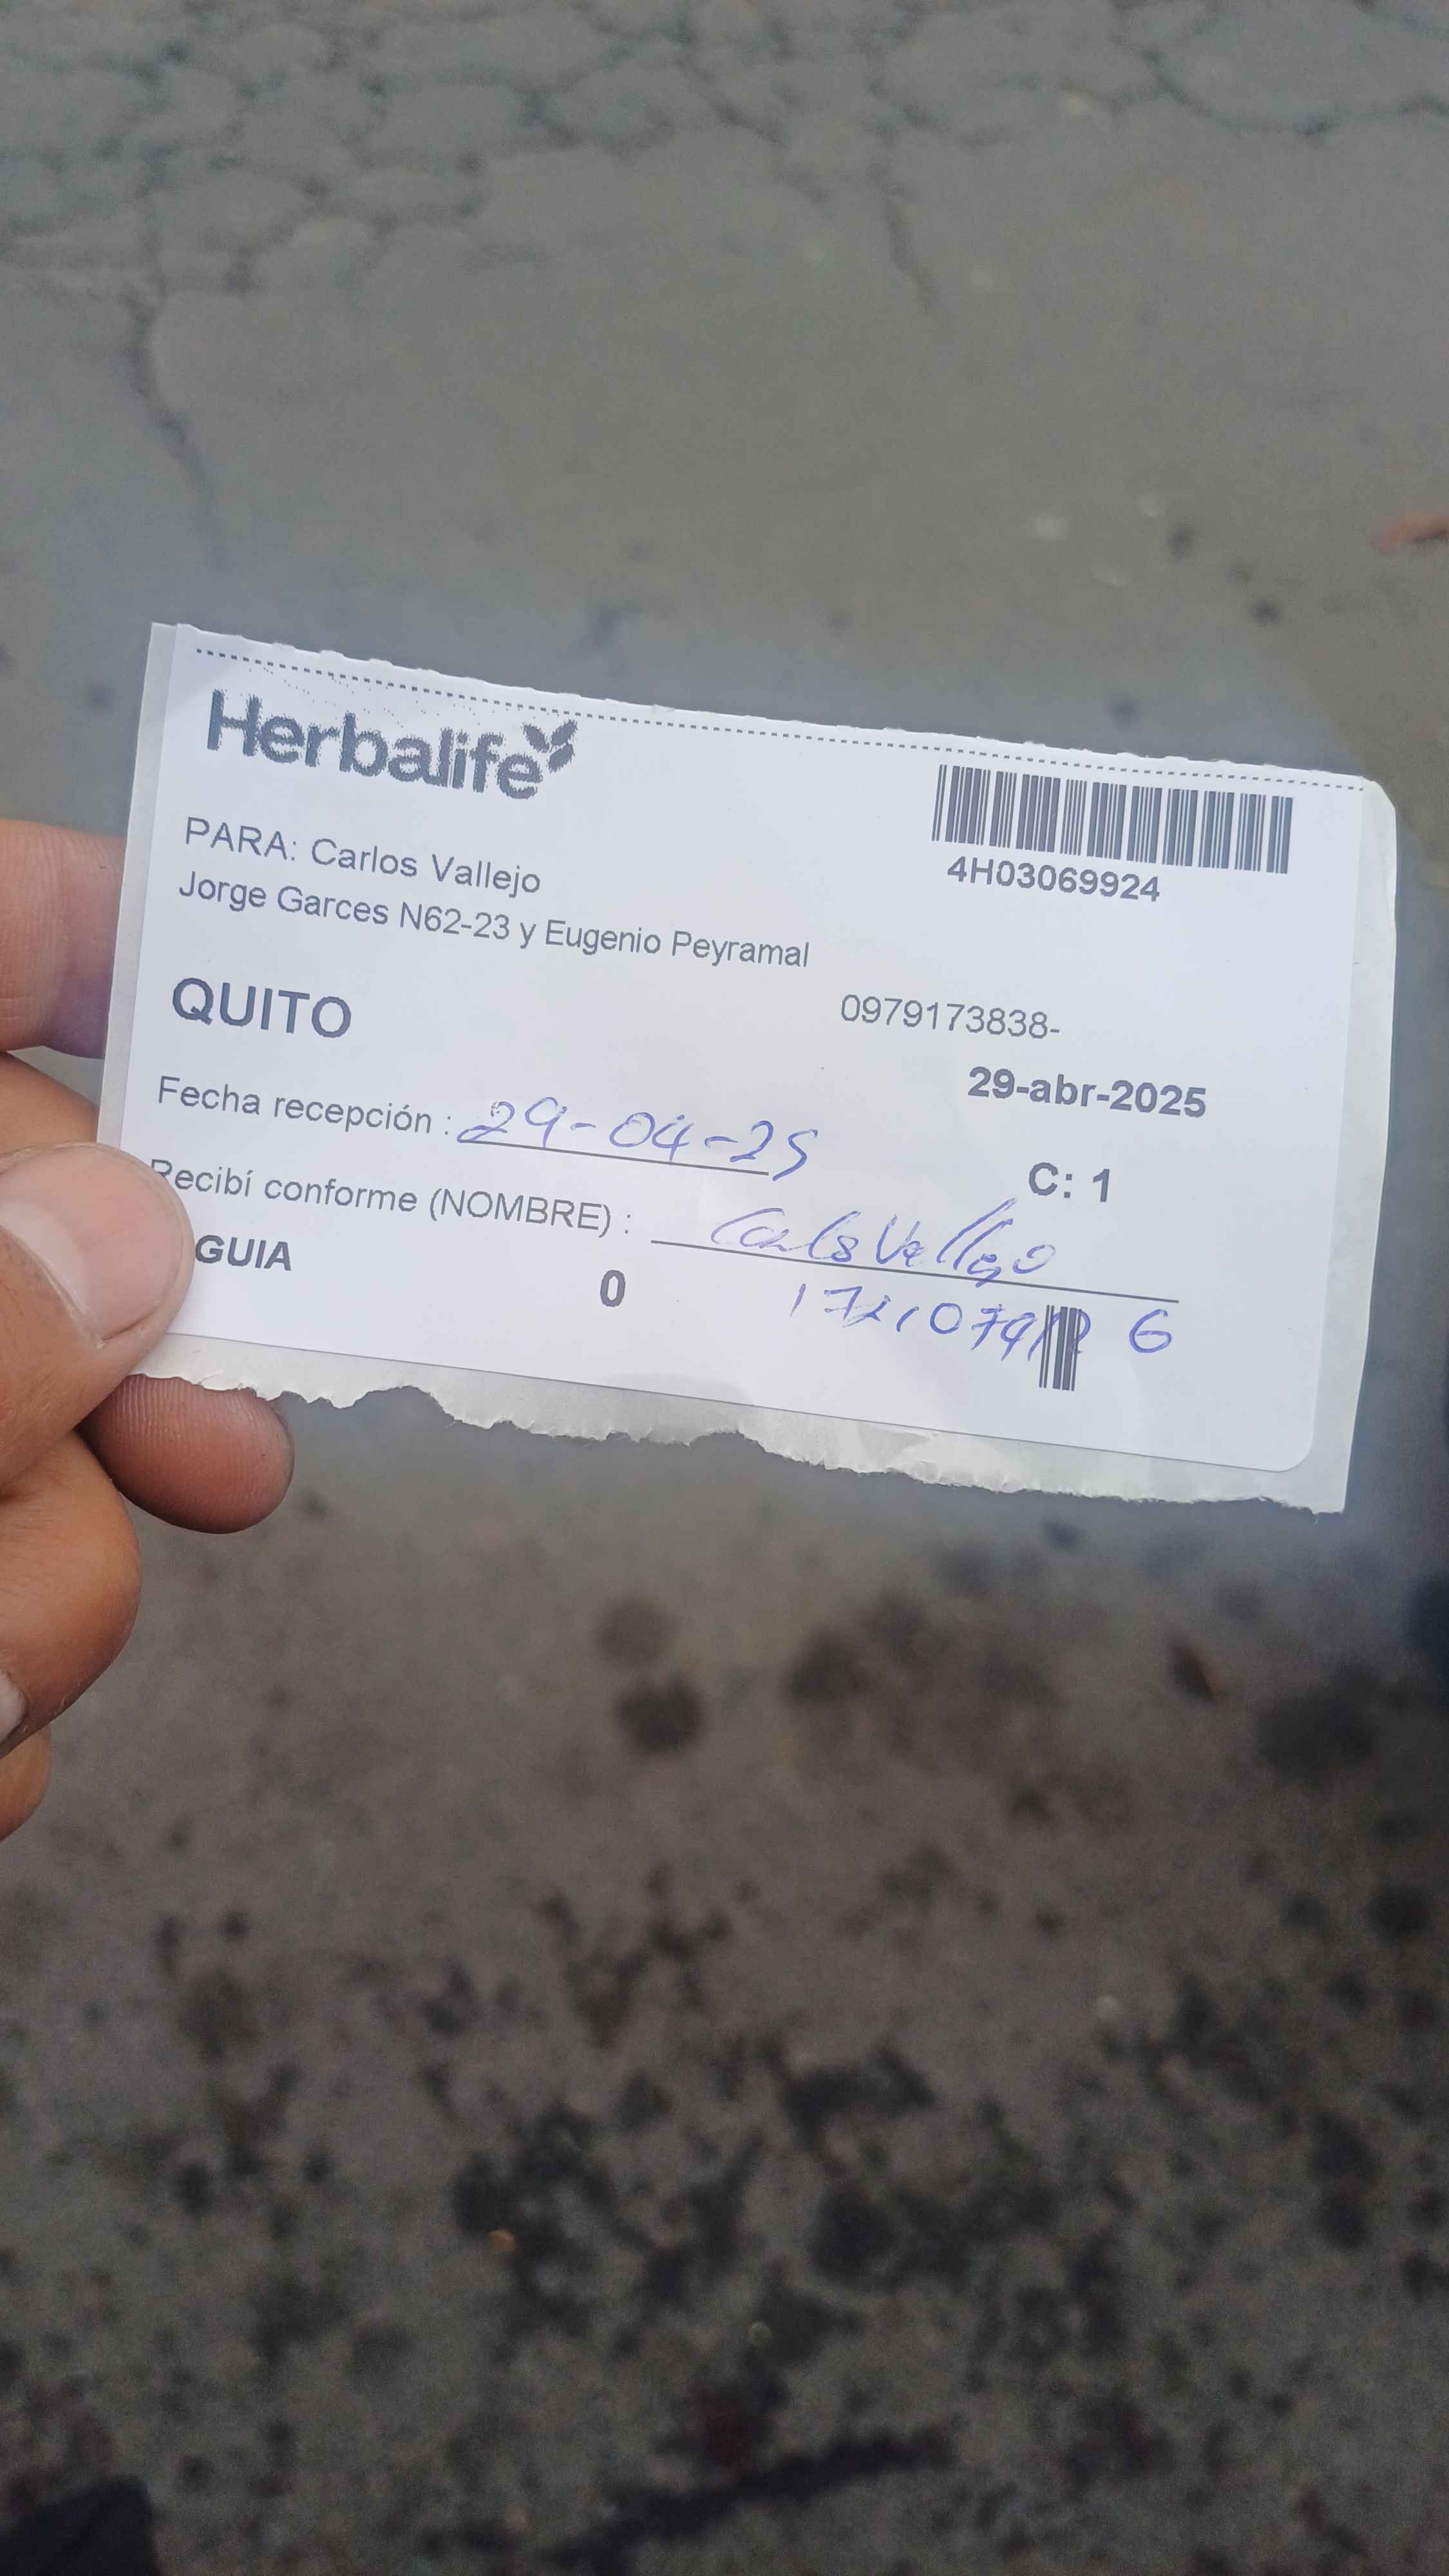 Herbalife
4H03069924
PARA: Carlos Vallejo
Jorge Garces N62-23 y Eugenio Peyramal
QUITO
0979173838-
29-abr-2025
Fecha recepción : 29-04-25
C: 1
Recibí conforme (NOMBRE) : Carlos Vallejo
GUIA 0